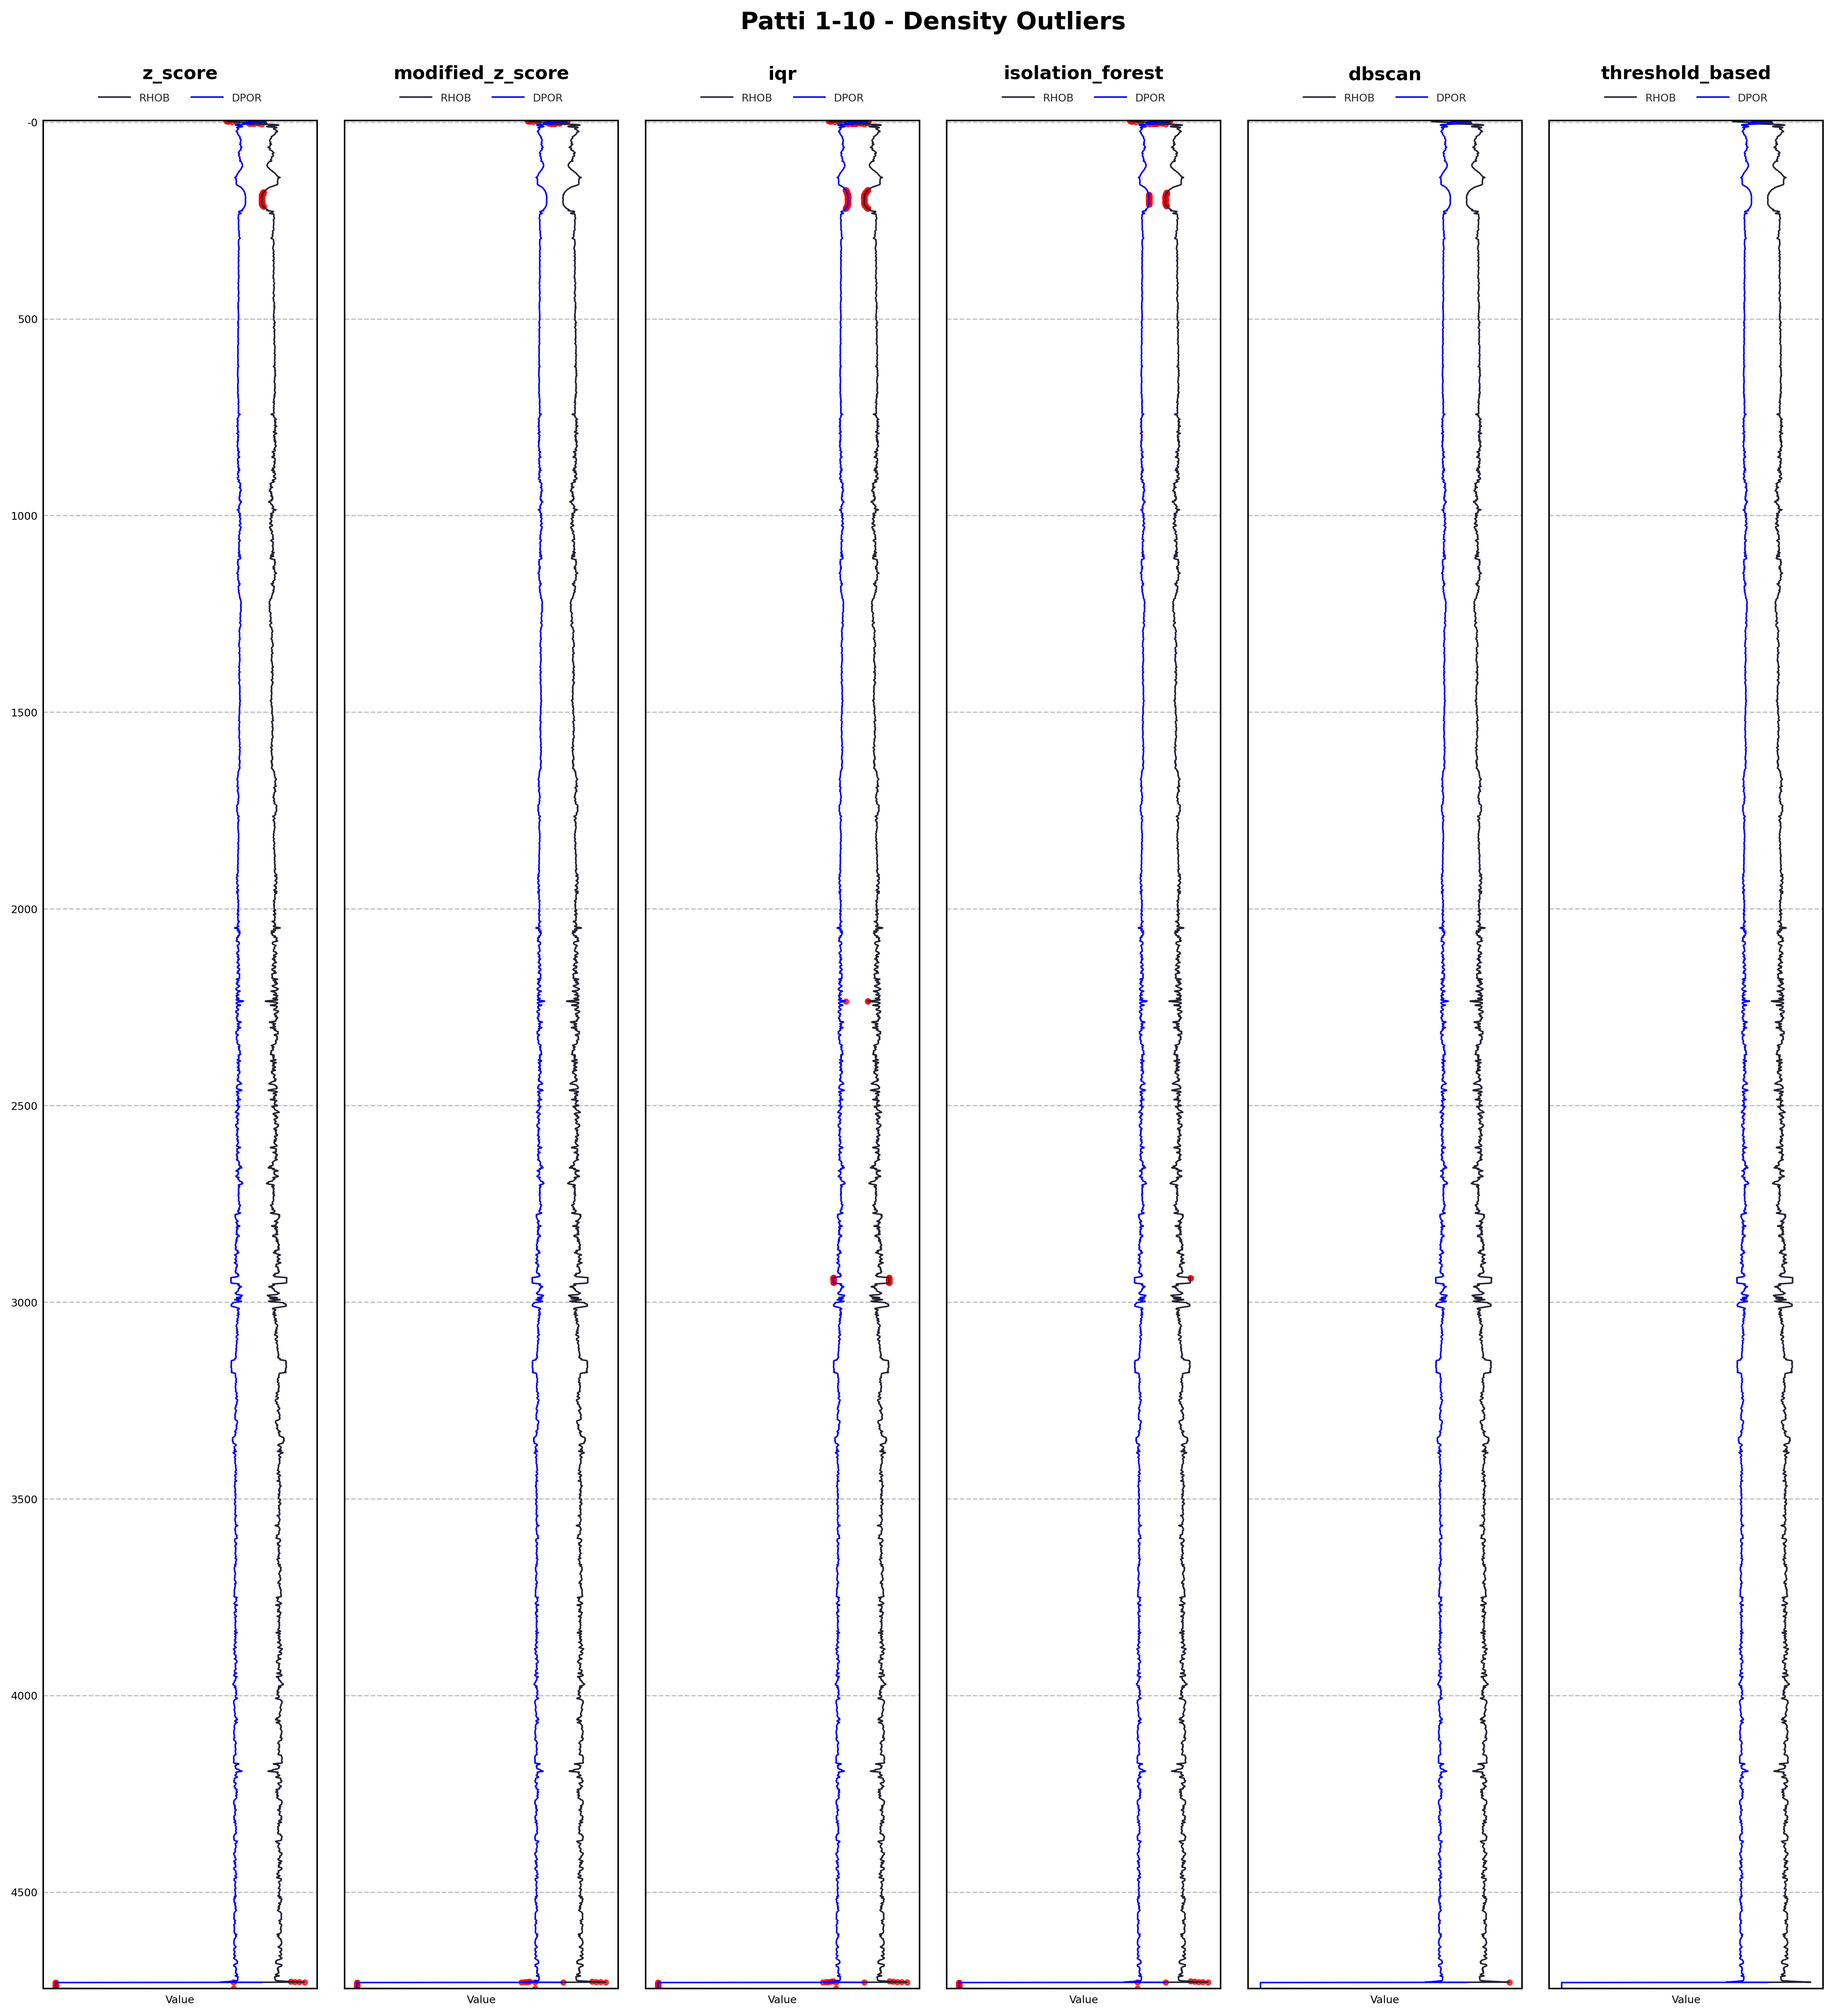 Patti 1-10 - Density Outliers
z_score modified_z_score iqr isolation_forest dbscan threshold_based
RHOB DPOR RHOB DPOR RHOB DPOR RHOB DPOR RHOB DPOR RHOB DPOR
-0
500
1000
1500
2000
2500
3000
3500
4000
4500
Value Value Value Value Value Value